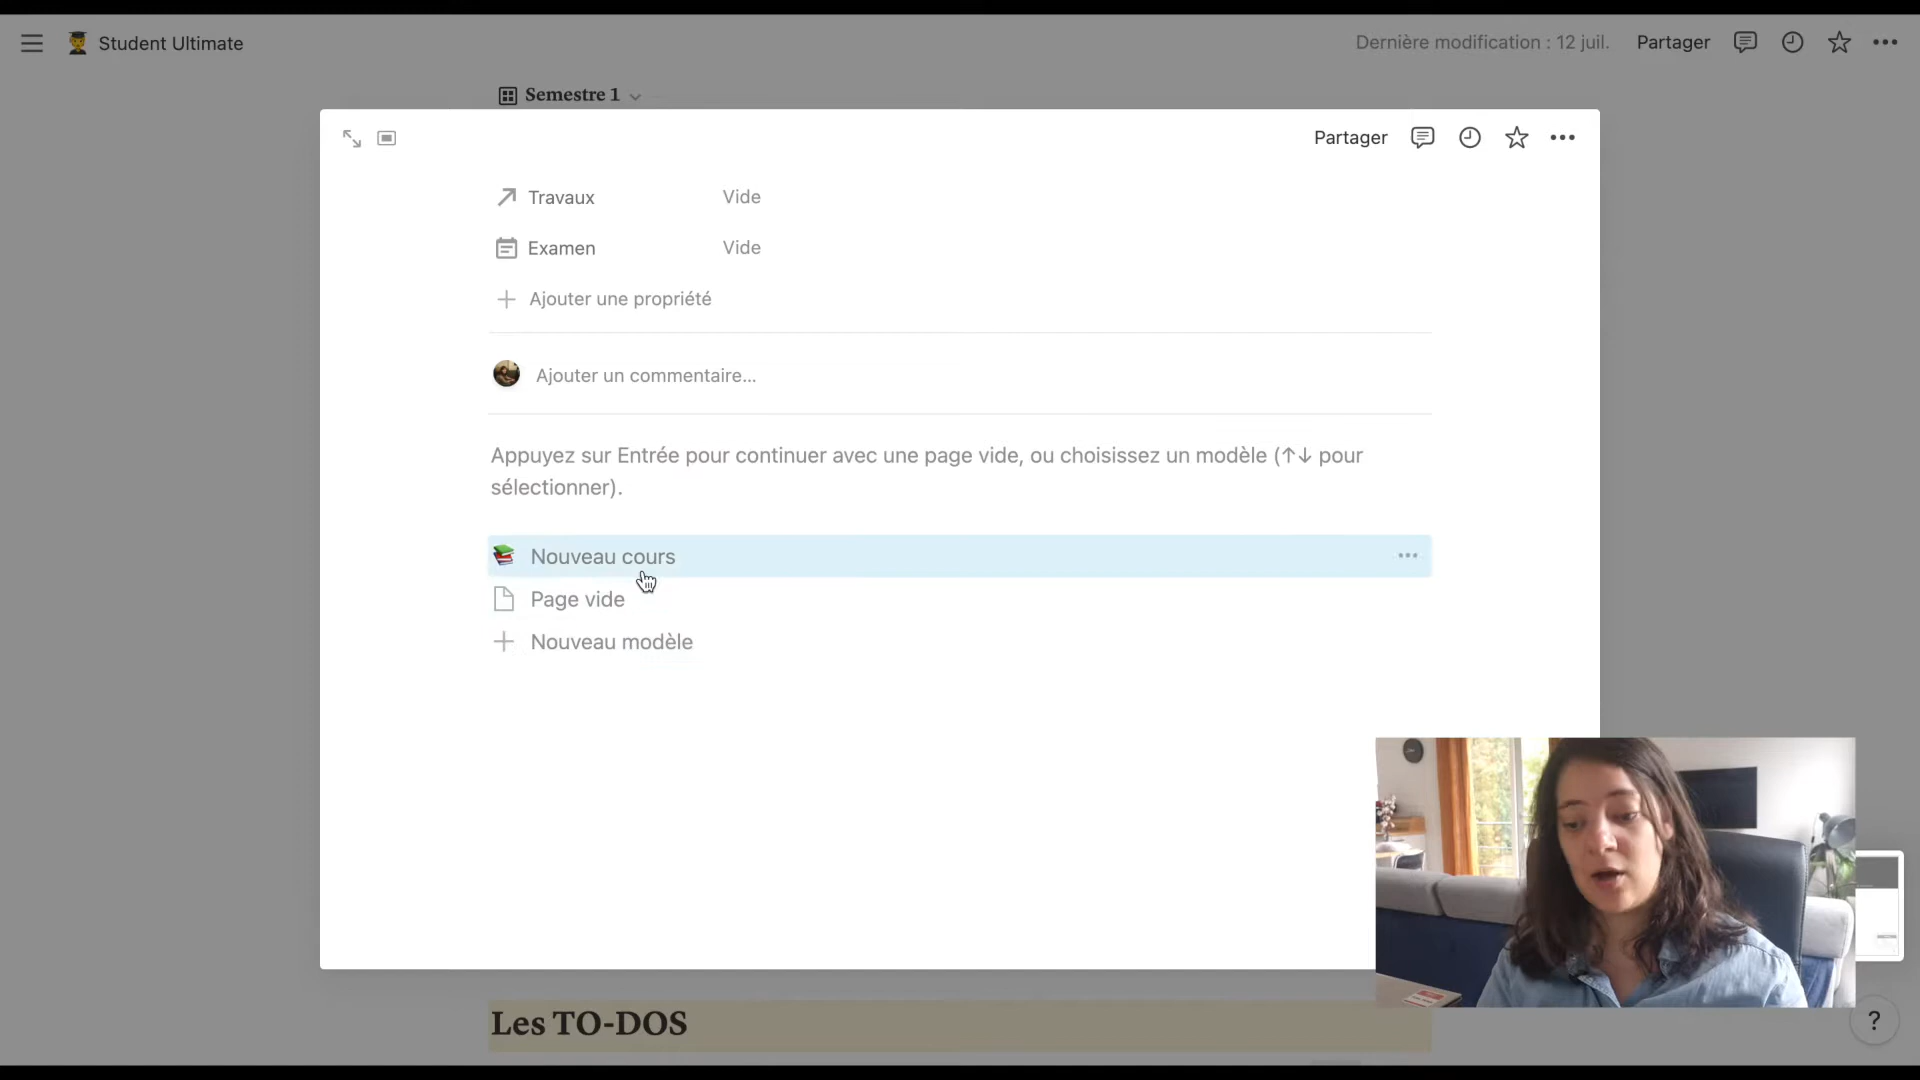 Student Ultimate
Dernière modification : 12 juil.
Partager
Semestre 1
Partager
Travaux
Vide
Examen
Vide
Ajouter une propriété
Ajouter un commentaire...
Appuyez sur Entrée pour continuer avec une page vide, ou choisissez un modèle (↑↓ pour
sélectionner).
Nouveau cours
Page vide
Nouveau modèle
Les TO-DOS
?